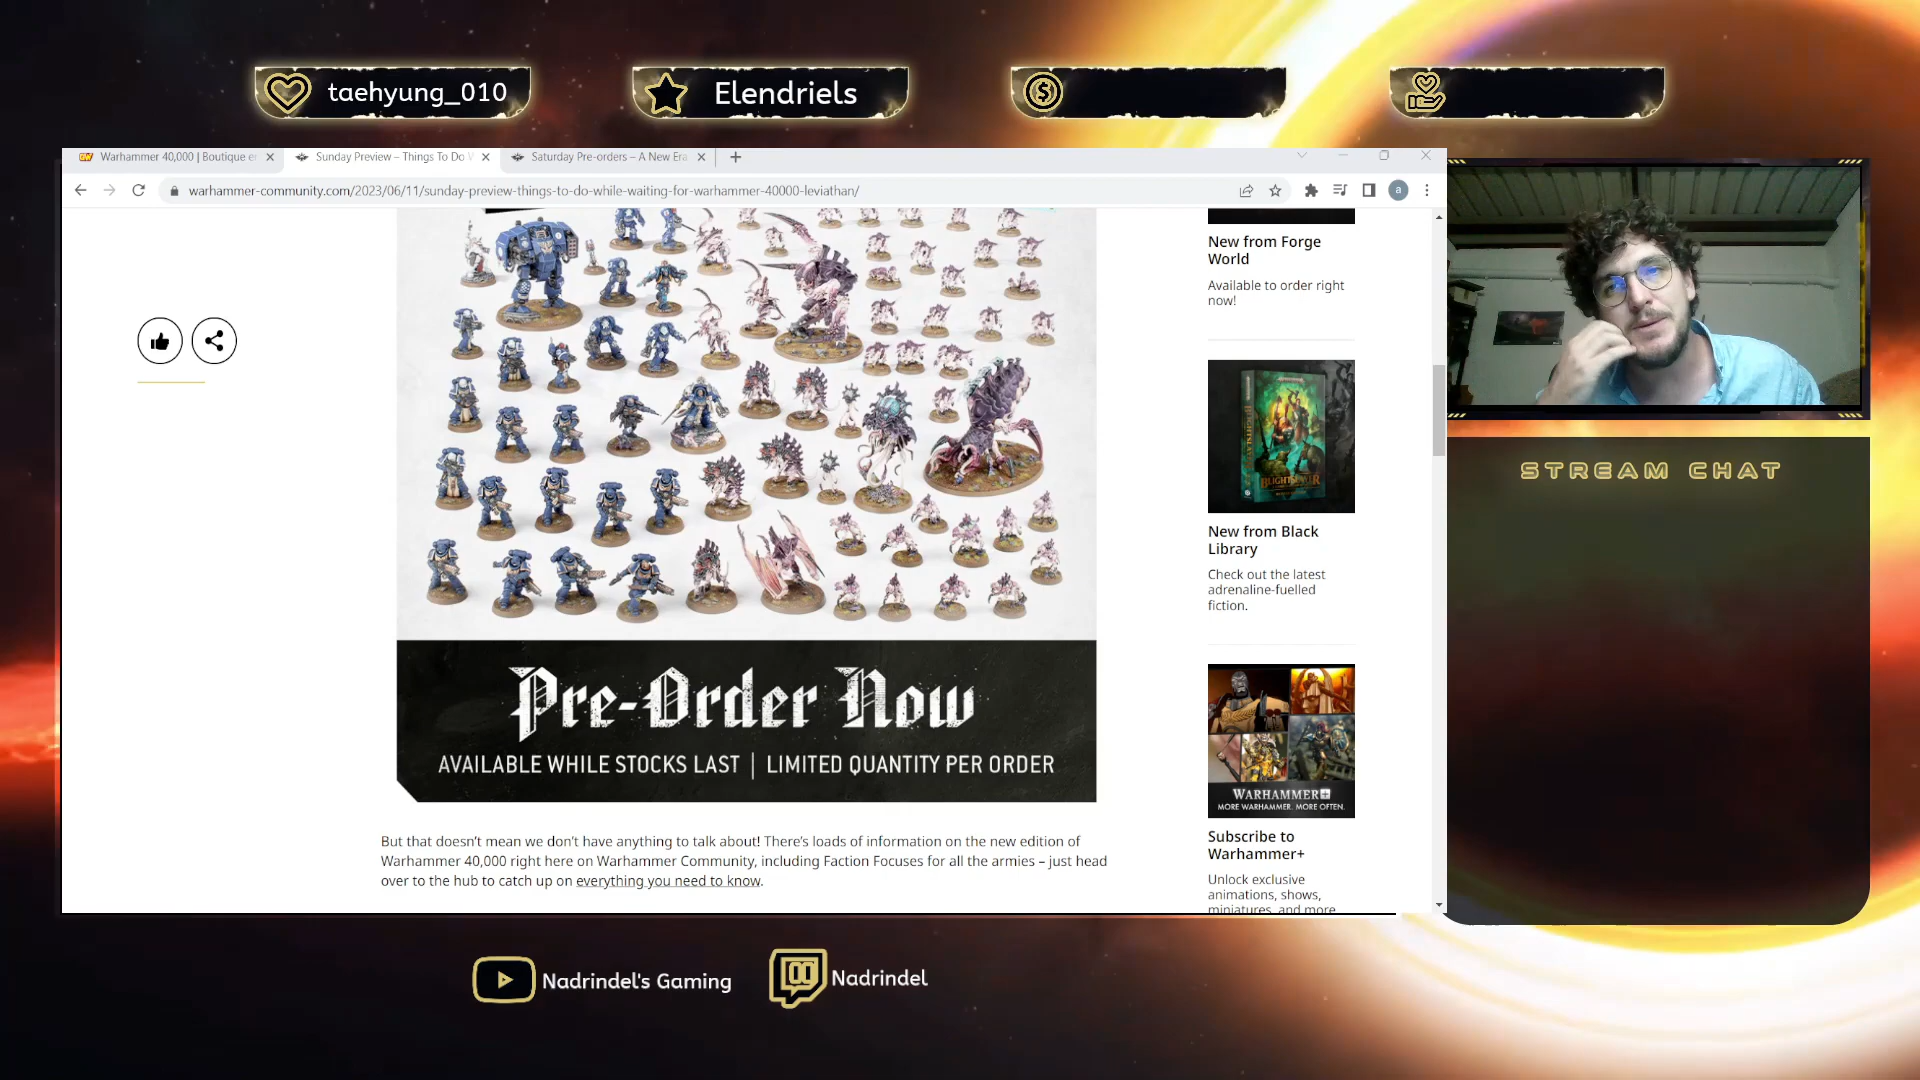 taehyung_010
Elendriels
Warhammer 40,000 | Boutique er
Sunday Preview – Things To Do V
Saturday Pre-orders – A New Era
warhammer-community.com/2023/06/11/sunday-preview-things-to-do-while-waiting-for-warhammer-40000-leviathan/
a
Pre-Order Now
AVAILABLE WHILE STOCKS LAST | LIMITED QUANTITY PER ORDER
But that doesn’t mean we don’t have anything to talk about! There’s loads of information on the new edition of
Warhammer 40,000 right here on Warhammer Community, including Faction Focuses for all the armies – just head
over to the hub to catch up on everything you need to know.
New from Forge
World
Available to order right
now!
New from Black
Library
Check out the latest
adrenaline-fuelled
fiction.
WARHAMMER+
MORE WARHAMMER. MORE OFTEN.
Subscribe to
Warhammer+
Unlock exclusive
animations, shows,
miniatures, and more
STREAM CHAT
Nadrindel's Gaming
Nadrindel